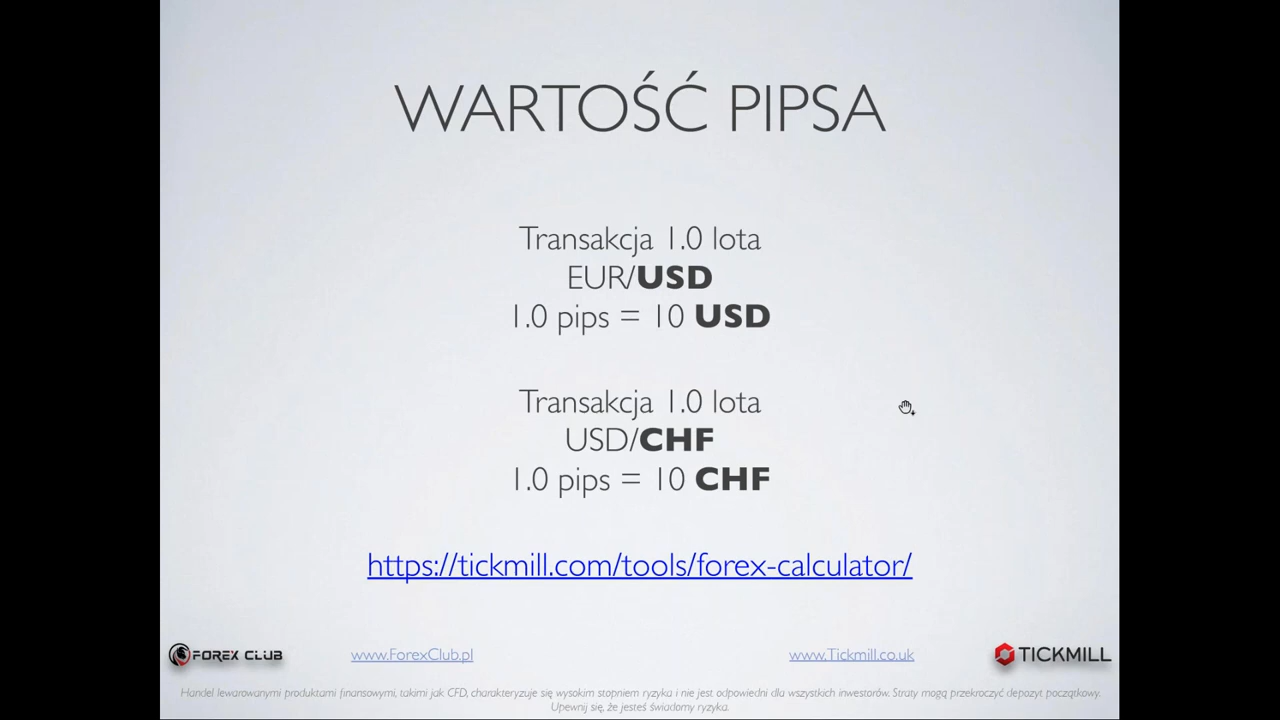 WARTOŚĆ PIPSA
Transakcja 1.0 lota
EUR/USD
1.0 pips = 10 USD
Transakcja 1.0 lota
USD/CHF
1.0 pips = 10 CHF
https://tickmill.com/tools/forex-calculator/
FOREX CLUB
www.ForexClub.pl
www.Tickmill.co.uk
TICKMILL
Handel lewarowanymi produktami finansowymi, takimi jak CFD, charakteryzuje się wysokim stopniem ryzyka i nie jest odpowiedni dla wszystkich inwestorów. Straty mogą przekroczyć depozyt początkowy.
Upewnij się, że jesteś świadomy ryzyka.